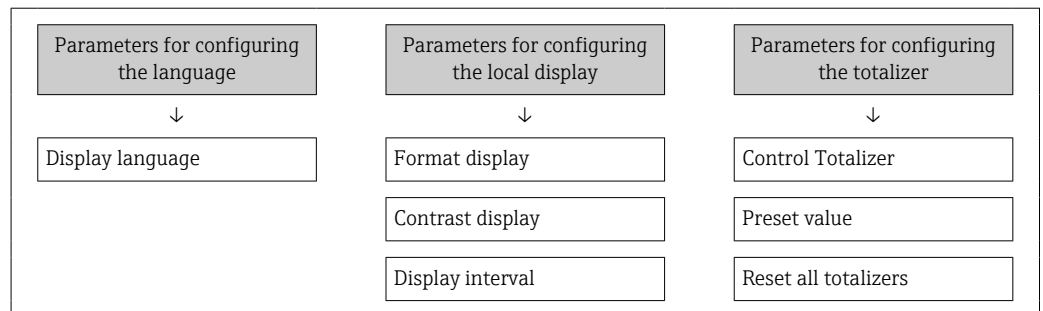 Parameters for configuring
the language
↓
Display language
Parameters for configuring
the local display
↓
Format display
Contrast display
Display interval
Parameters for configuring
the totalizer
↓
Control Totalizer
Preset value
Reset all totalizers